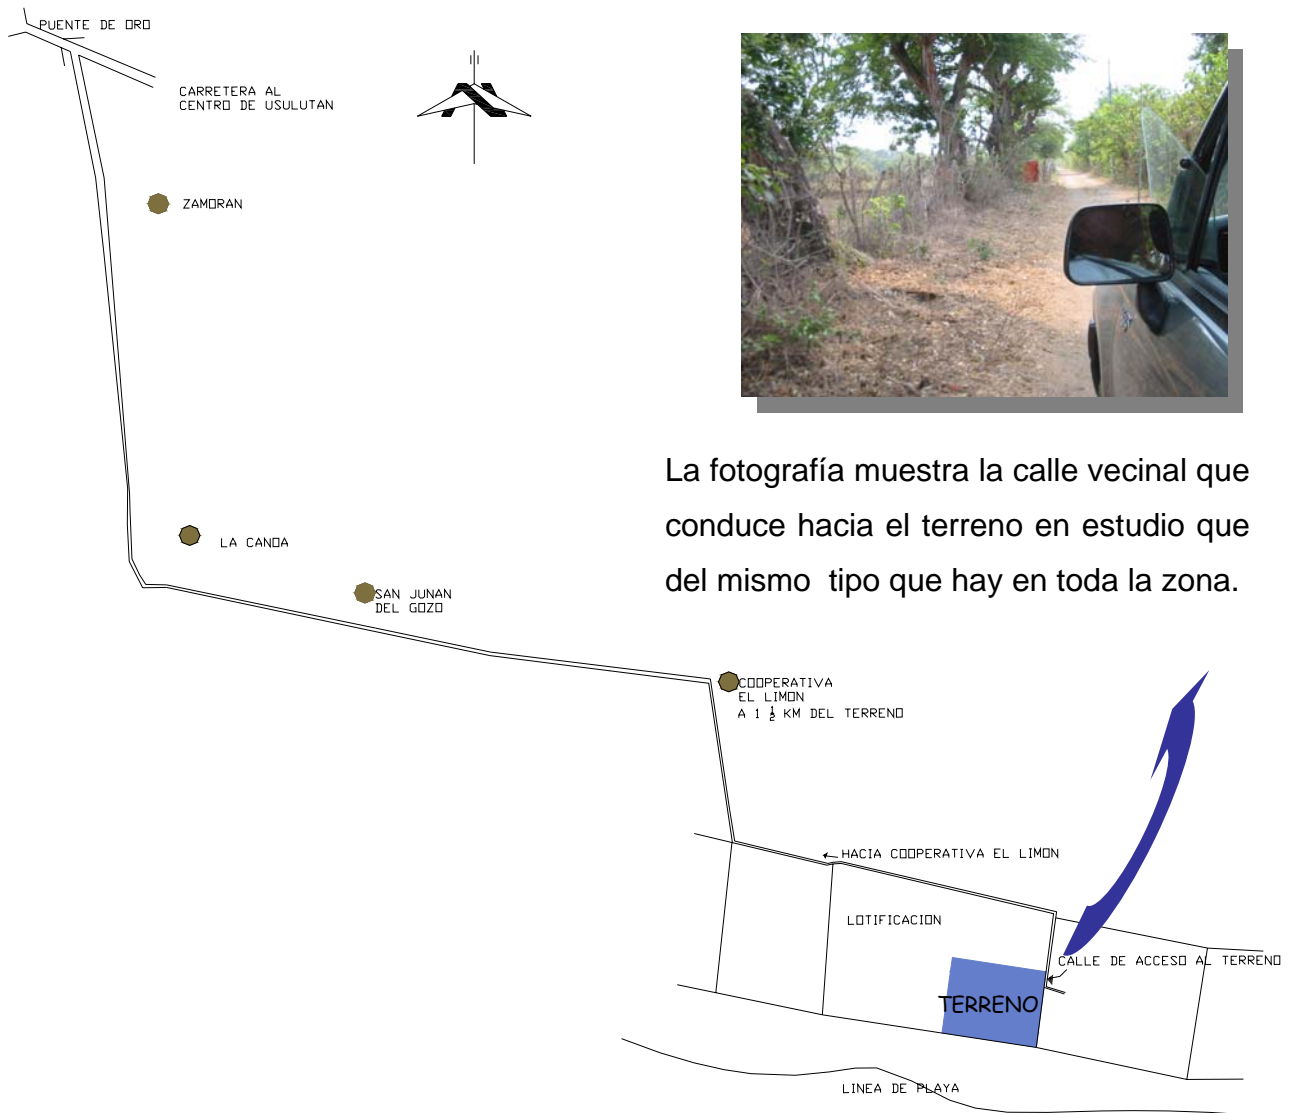 PUENTE DE ORO
CARRETERA AL
CENTRO DE USULUTAN
ZAMORAN
LA CANOA
SAN JUNAN
DEL GOZO
La fotografía muestra la calle vecinal que
conduce hacia el terreno en estudio que
del mismo tipo que hay en toda la zona.
COOPERATIVA
EL LIMON
A 1 ½ KM DEL TERRENO
HACIA COOPERATIVA EL LIMON
LOTIFICACION
CALLE DE ACCESO AL TERRENO
TERRENO
LINEA DE PLAYA